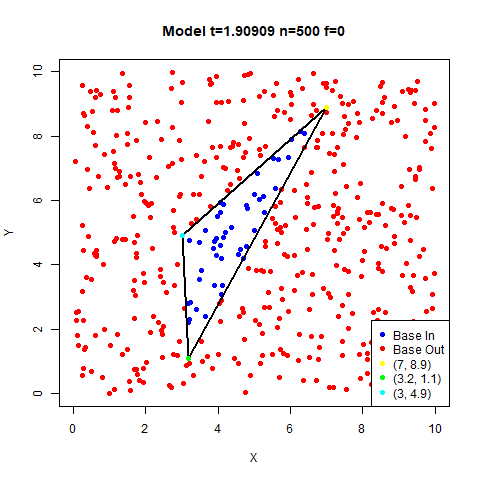 Model t=1.90909 n=500 f=0
10
8
6
4
2
0
Y
0 2 4 6 8 10
X
Base In
Base Out
(7, 8.9)
(3.2, 1.1)
(3, 4.9)